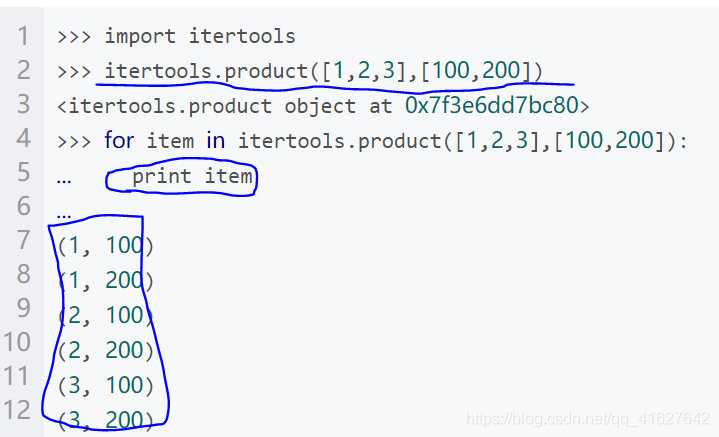 1 >>> import itertools
2 >>> itertools.product([1,2,3],[100,200])
3 <itertools.product object at 0x7f3e6dd7bc80>
4 >>> for item in itertools.product([1,2,3],[100,200]):
5 ... print item
6 ...
7 (1, 100)
8 (1, 200)
9 (2, 100)
10 (2, 200)
11 (3, 100)
12 (3, 200)
https://blog.csdn.net/qq_41627642